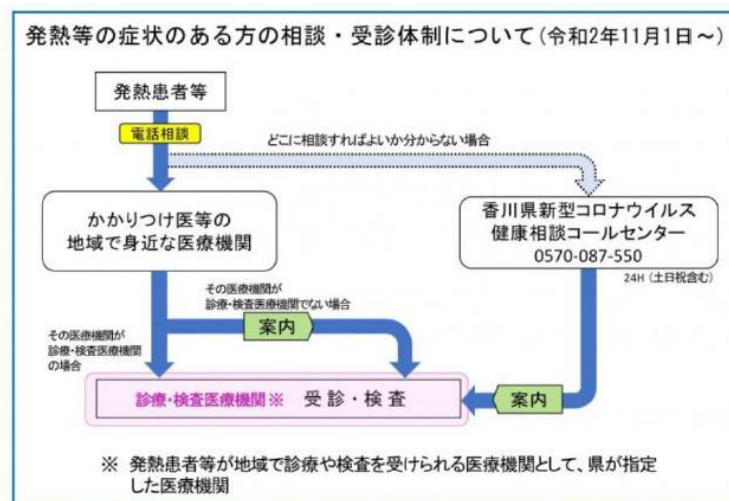 発熱等の症状のある方の相談・受診体制について(令和2年11月1日～)
発熱患者等
電話相談
どこに相談すればよいか分からない場合
かかりつけ医等の
地域で身近な医療機関
香川県新型コロナウイルス
健康相談コールセンター
0570-087-550
24H (土日祝含む)
その医療機関が
診療・検査医療機関でない場合
案内
その医療機関が
診療・検査医療機関
の場合
診療・検査医療機関※ 受診・検査
案内
※ 発熱患者等が地域で診療や検査を受けられる医療機関として、県が指定
した医療機関